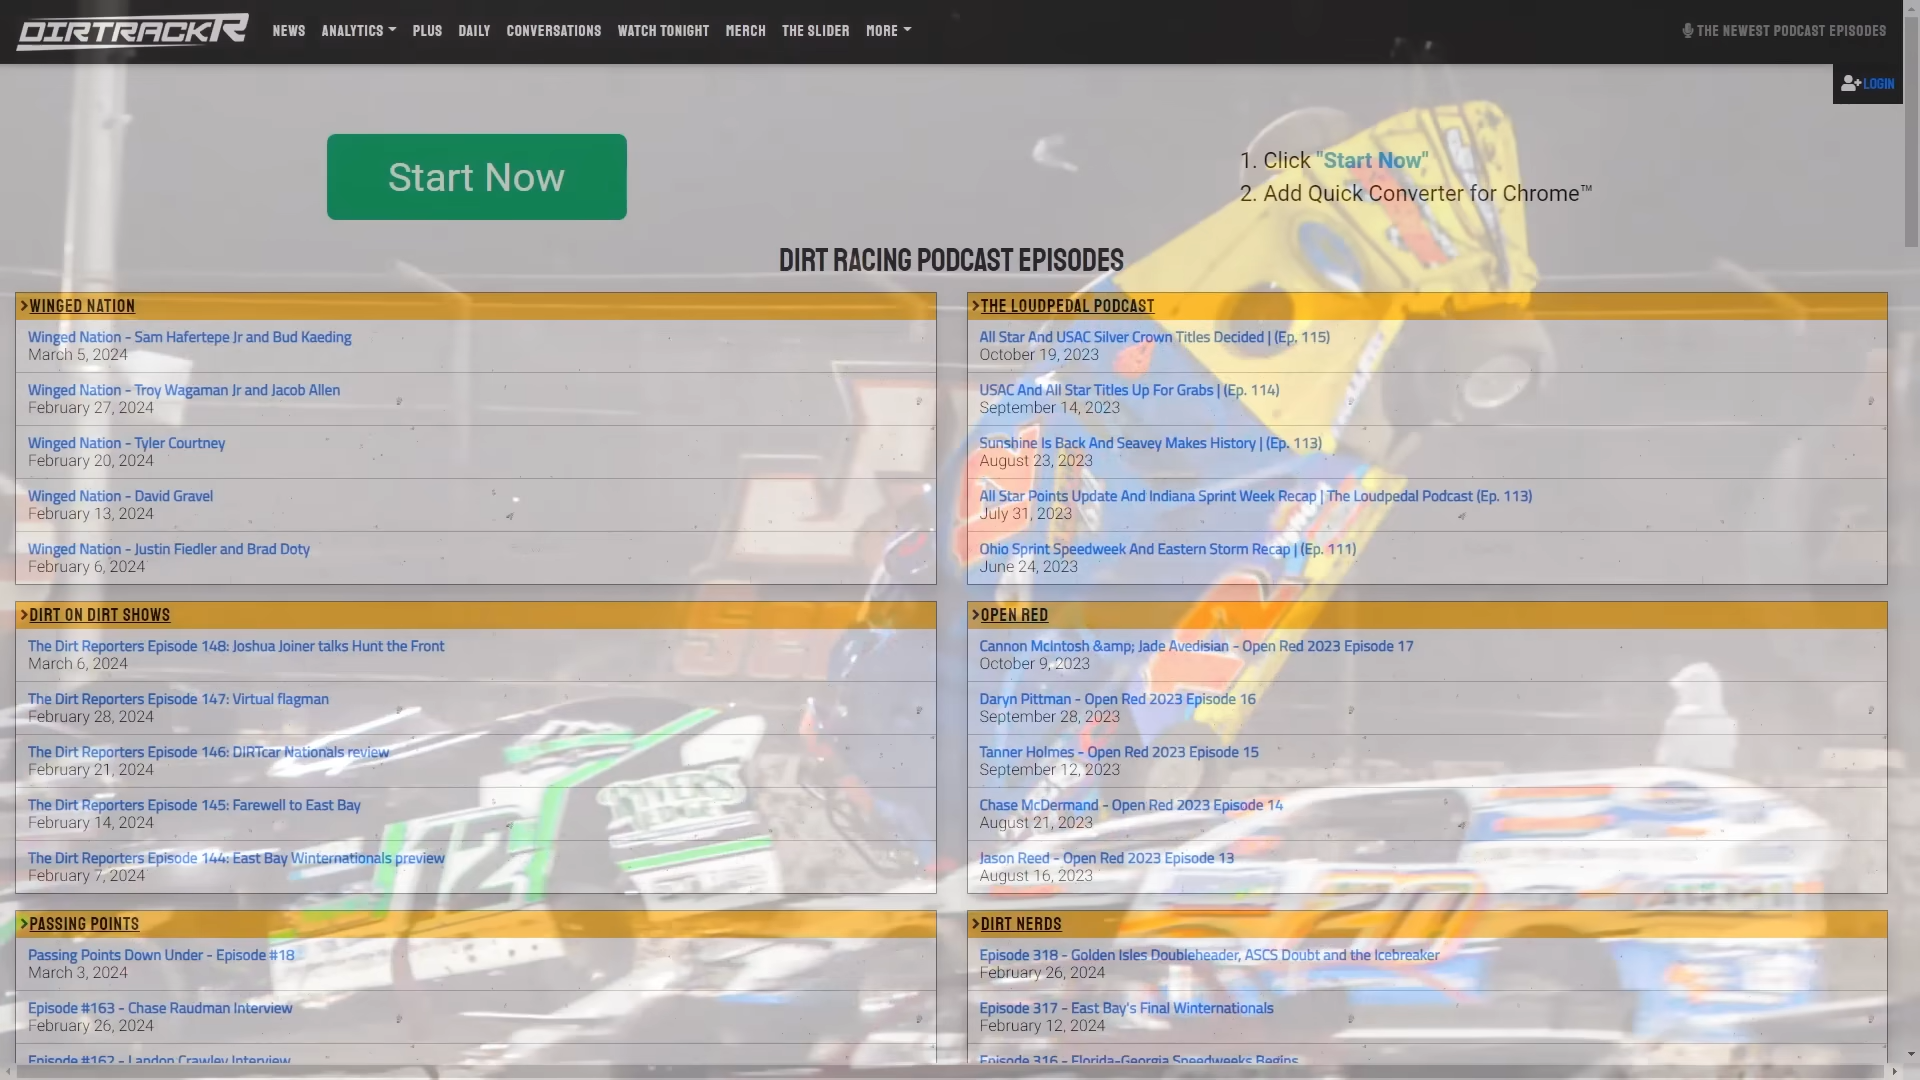 DIRTRACKR
NEWS
ANALYTICS
PLUS
DAILY
CONVERSATIONS
WATCH TONIGHT
MERCH
THE SLIDER
MORE
THE NEWEST PODCAST EPISODES
LOGIN
Start Now
1. Click "Start Now"
2. Add Quick Converter for Chrome™
DIRT RACING PODCAST EPISODES
>WINGED NATION
Winged Nation - Sam Hafertepe Jr and Bud Kaeding
March 5, 2024
Winged Nation - Troy Wagaman Jr and Jacob Allen
February 27, 2024
Winged Nation - Tyler Courtney
February 20, 2024
Winged Nation - David Gravel
February 13, 2024
Winged Nation - Justin Fiedler and Brad Doty
February 6, 2024
>THE LOUDPEDAL PODCAST
All Star And USAC Silver Crown Titles Decided | (Ep. 115)
October 19, 2023
USAC And All Star Titles Up For Grabs | (Ep. 114)
September 14, 2023
Sunshine Is Back And Seavey Makes History | (Ep. 113)
August 23, 2023
All Star Points Update And Indiana Sprint Week Recap | The Loudpedal Podcast (Ep. 113)
July 31, 2023
Ohio Sprint Speedweek And Eastern Storm Recap | (Ep. 111)
June 24, 2023
>DIRT ON DIRT SHOWS
The Dirt Reporters Episode 148: Joshua Joiner talks Hunt the Front
March 6, 2024
The Dirt Reporters Episode 147: Virtual flagman
February 28, 2024
The Dirt Reporters Episode 146: DIRTcar Nationals review
February 21, 2024
The Dirt Reporters Episode 145: Farewell to East Bay
February 14, 2024
The Dirt Reporters Episode 144: East Bay Winternationals preview
February 7, 2024
>OPEN RED
Cannon McIntosh &amp; Jade Avedisian - Open Red 2023 Episode 17
October 9, 2023
Daryn Pittman - Open Red 2023 Episode 16
September 28, 2023
Tanner Holmes - Open Red 2023 Episode 15
September 12, 2023
Chase McDermand - Open Red 2023 Episode 14
August 21, 2023
Jason Reed - Open Red 2023 Episode 13
August 16, 2023
>PASSING POINTS
Passing Points Down Under - Episode #18
March 3, 2024
Episode #163 - Chase Raudman Interview
February 26, 2024
Episode #162 - Landon Crawley Interview
>DIRT NERDS
Episode 318 - Golden Isles Doubleheader, ASCS Doubt and the Icebreaker
February 26, 2024
Episode 317 - East Bay's Final Winternationals
February 12, 2024
Episode 316 - Florida-Georgia Speedweeks Begins